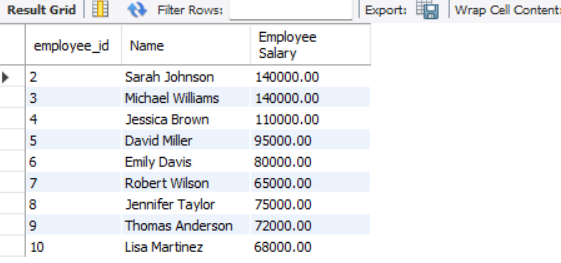 Result Grid Filter Rows: Export: Wrap Cell Content:
employee_id Name Employee Salary
2 Sarah Johnson 140000.00
3 Michael Williams 140000.00
4 Jessica Brown 110000.00
5 David Miller 95000.00
6 Emily Davis 80000.00
7 Robert Wilson 65000.00
8 Jennifer Taylor 75000.00
9 Thomas Anderson 72000.00
10 Lisa Martinez 68000.00